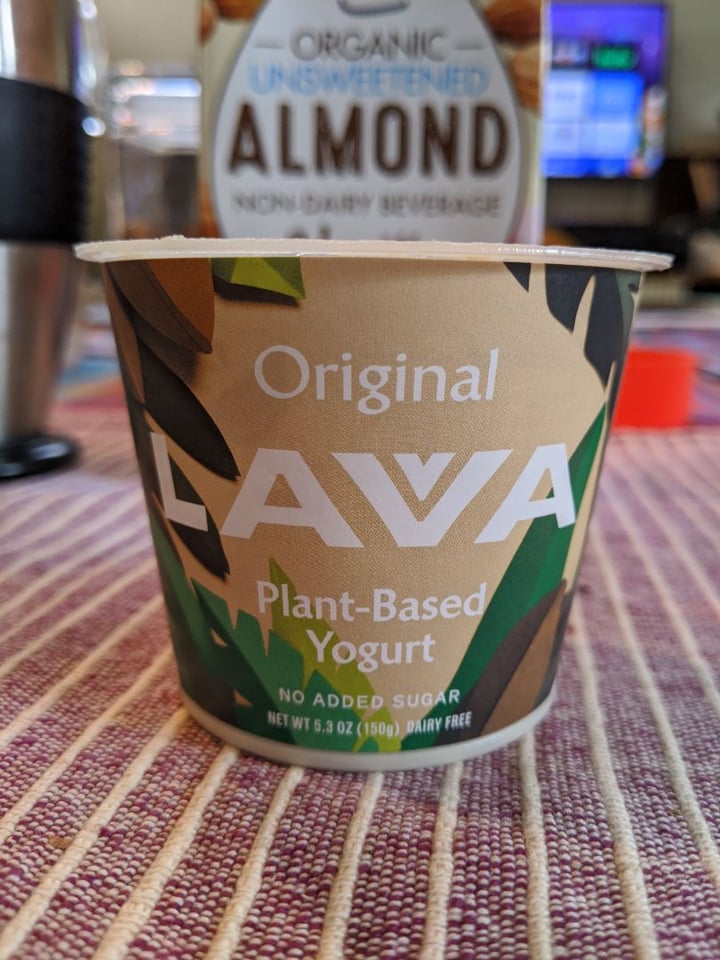 ORGANIC
UNSWEETENED
ALMOND
NON-DAIRY BEVERAGE
Original
LAVVA
Plant-Based
Yogurt
NO ADDED SUGAR
NET WT 5.3 OZ (150g) DAIRY FREE